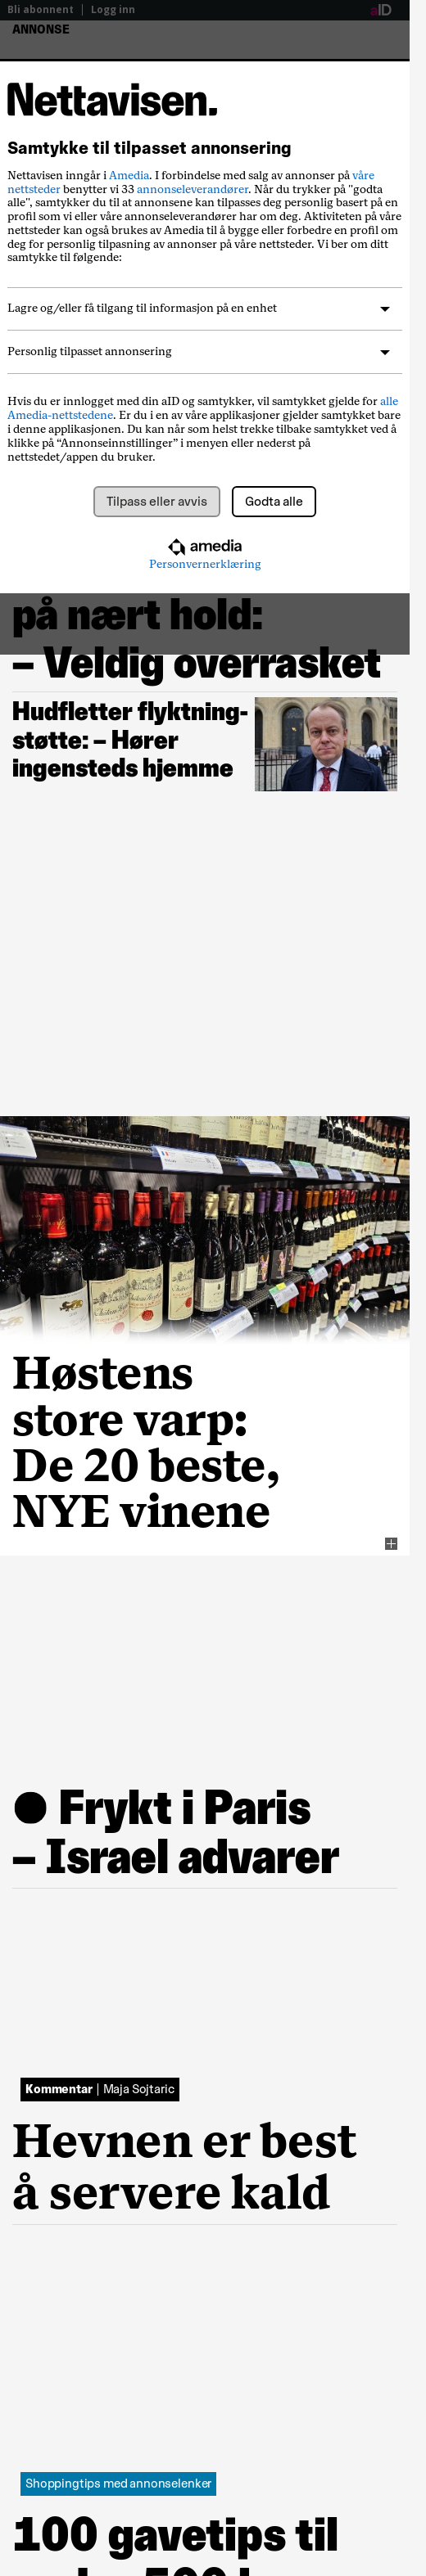 Bli abonnent | Logg inn aID
ANNONSE
Nettavisen.
Samtykke til tilpasset annonsering
Nettavisen inngår i Amedia. I forbindelse med salg av annonser på våre
nettsteder benytter vi 33 annonseleverandører. Når du trykker på "godta
alle", samtykker du til at annonsene kan tilpasses deg personlig basert på en
profil som vi eller våre annonseleverandører har om deg. Aktiviteten på våre
nettsteder kan også brukes av Amedia til å bygge eller forbedre en profil om
deg for personlig tilpasning av annonser på våre nettsteder. Vi ber om ditt
samtykke til følgende:
Lagre og/eller få tilgang til informasjon på en enhet
Personlig tilpasset annonsering
Hvis du er innlogget med din aID og samtykker, vil samtykket gjelde for alle
Amedia-nettstedene. Er du i en av våre applikasjoner gjelder samtykket bare
i denne applikasjonen. Du kan når som helst trekke tilbake samtykket ved å
klikke på “Annonseinnstillinger” i menyen eller nederst på
nettstedet/appen du bruker.
Tilpass eller avvis Godta alle
amedia
Personvernerklæring
på nært hold:
– Veldig overrasket
Hudfletter flyktning-
støtte: – Hører
ingensteds hjemme
Høstens
store varp:
De 20 beste,
NYE vinene
● Frykt i Paris
– Israel advarer
Kommentar | Maja Sojtaric
Hevnen er best
å servere kald
Shoppingtips med annonselenker
100 gavetips til